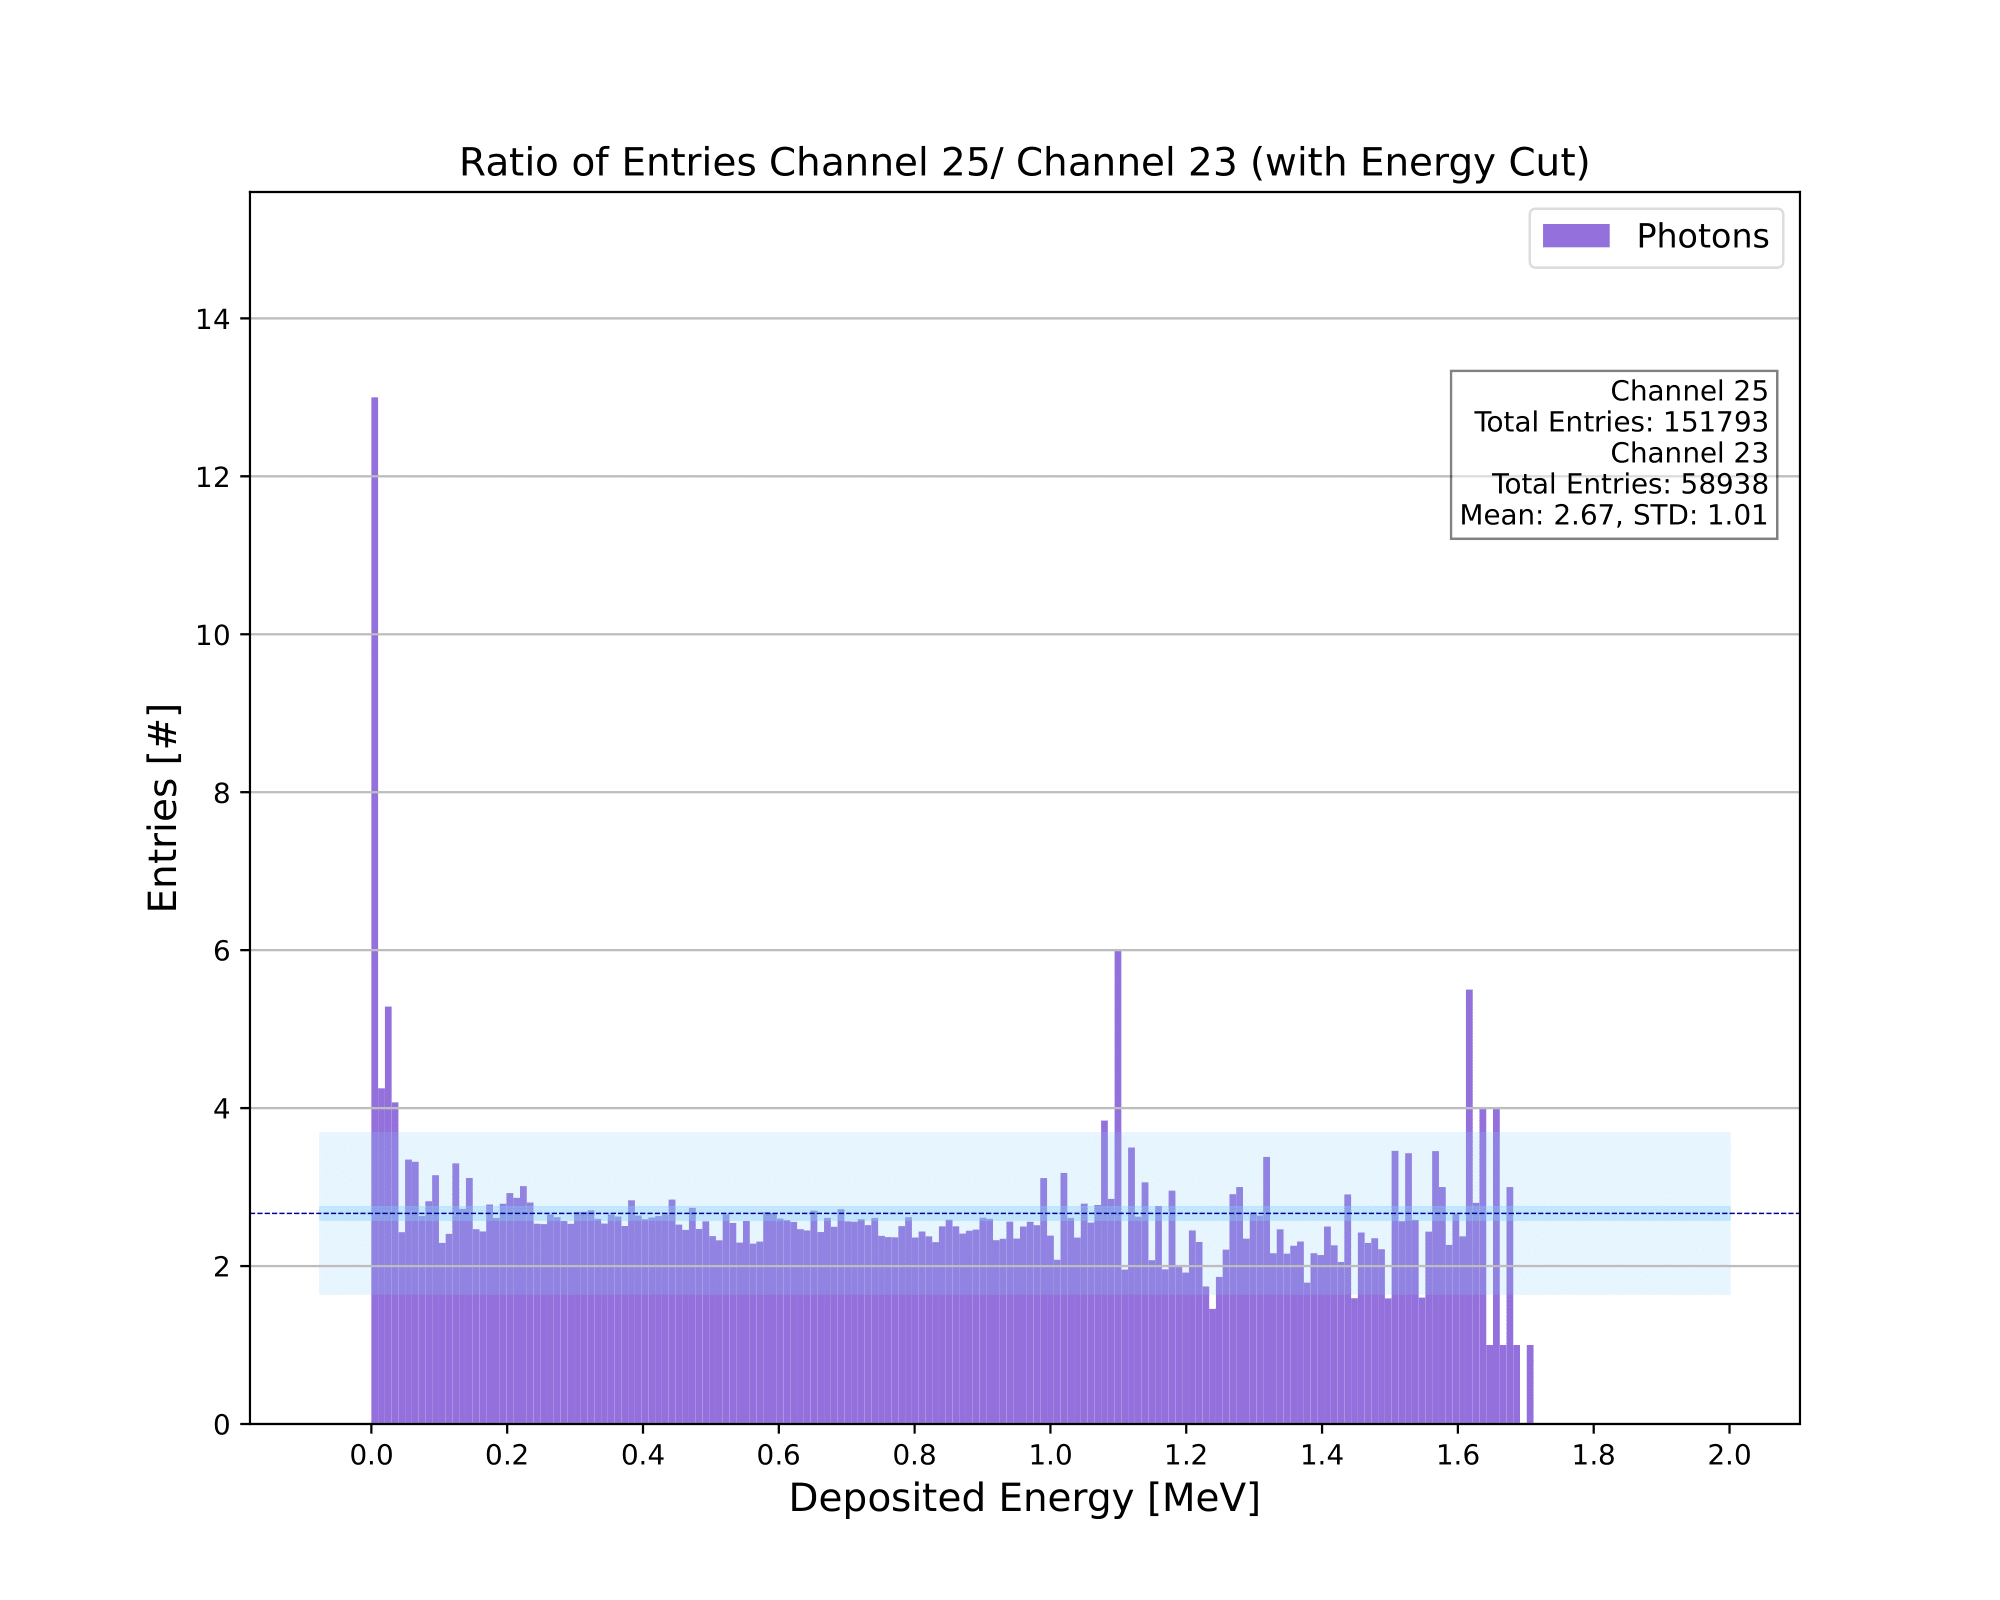 Ratio of Entries Channel 25/ Channel 23 (with Energy Cut)
Photons
Channel 25
Total Entries: 151793
Channel 23
Total Entries: 58938
Mean: 2.67, STD: 1.01
Entries [#]
14
12
10
8
6
4
2
0
0.0 0.2 0.4 0.6 0.8 1.0 1.2 1.4 1.6 1.8 2.0
Deposited Energy [MeV]